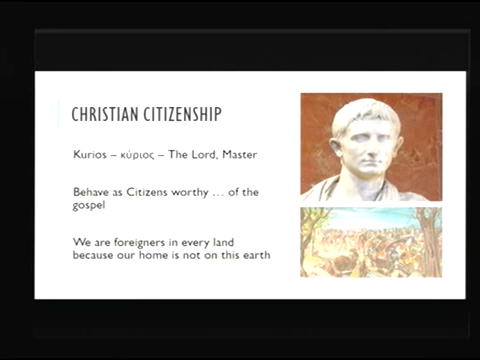 CHRISTIAN CITIZENSHIP
Kurios – κύριος – The Lord, Master
Behave as Citizens worthy … of the
gospel
We are foreigners in every land
because our home is not on this earth